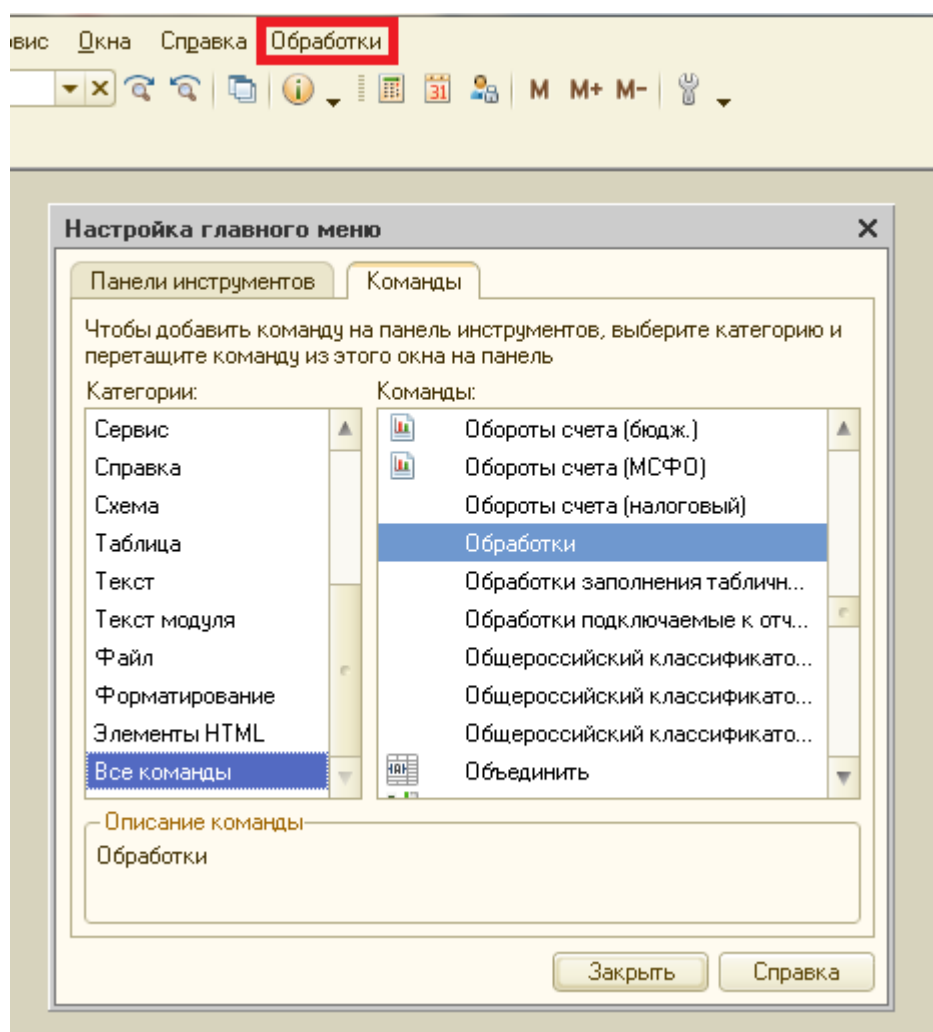 рвис Окна Справка Обработки
31 M M+ M-
Настройка главного меню
Панели инструментов Команды
Чтобы добавить команду на панель инструментов, выберите категорию и
перетащите команду из этого окна на панель
Категории: Команды:
Сервис Обороты счета (бюдж.)
Справка Обороты счета (МСФО)
Схема Обороты счета (налоговый)
Таблица Обработки
Текст Обработки заполнения табличн...
Текст модуля Обработки подключаемые к отч...
Файл Общероссийский классификато...
Форматирование Общероссийский классификато...
Элементы HTML Общероссийский классификато...
Все команды Объединить
Описание команды
Обработки
Закрыть Справка